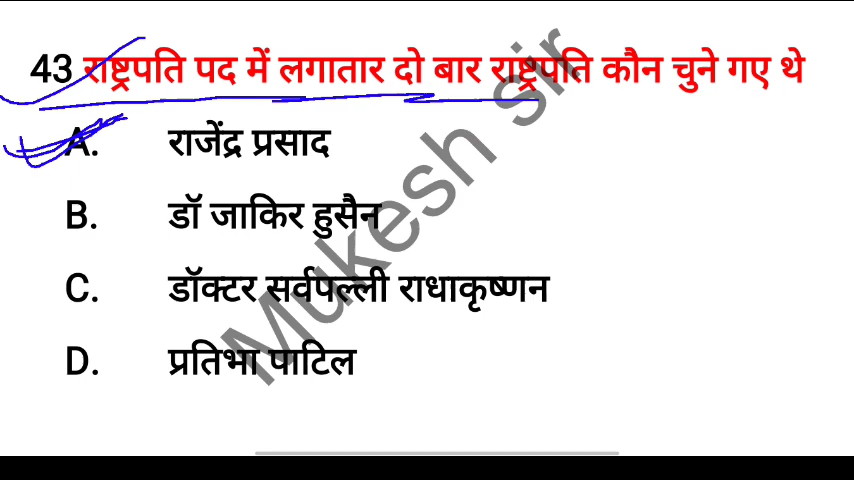 43 राष्ट्रपति पद में लगातार दो बार राष्ट्रपति कौन चुने गए थे
A. राजेंद्र प्रसाद
B. डॉ जाकिर हुसैन
C. डॉक्टर सर्वपल्ली राधाकृष्णन
D. प्रतिभा पाटिल
Mukesh sir